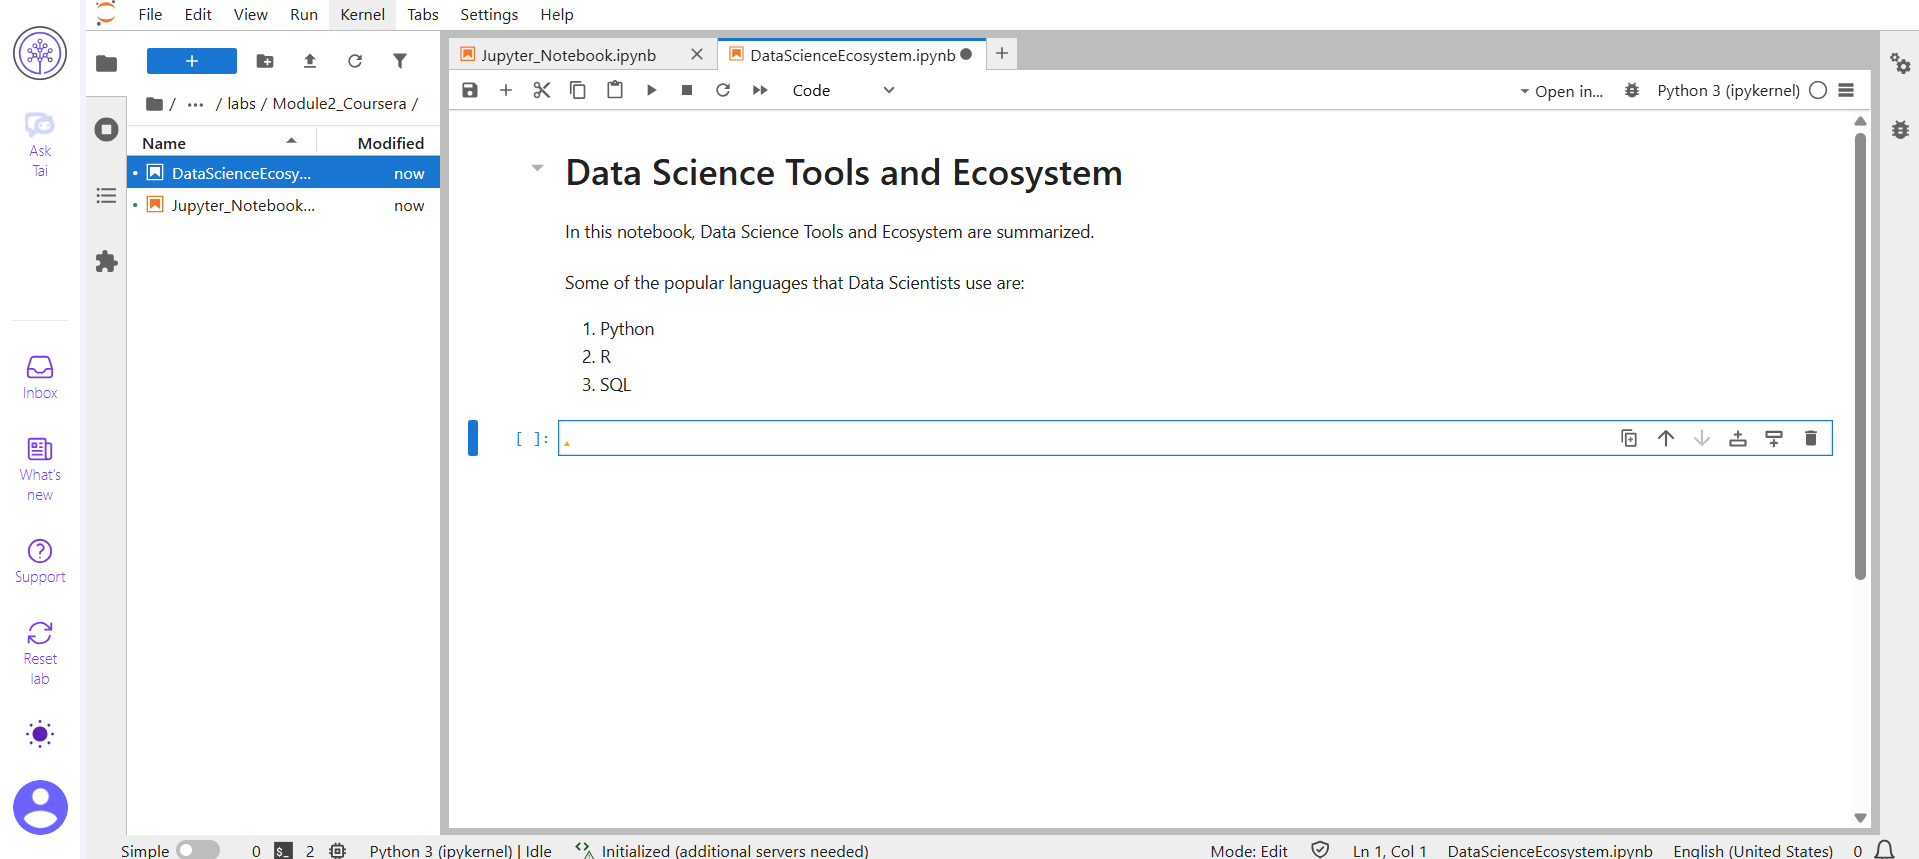 File Edit View Run Kernel Tabs Settings Help
Ask
Tai
Inbox
What's
new
Support
Reset
lab
+
/ ··· / labs / Module2_Coursera /
Name Modified
DataScienceEcosy... now
Jupyter_Notebook... now
Jupyter_Notebook.ipynb
DataScienceEcosystem.ipynb
Code
Open in...
Python 3 (ipykernel)
Data Science Tools and Ecosystem
In this notebook, Data Science Tools and Ecosystem are summarized.
Some of the popular languages that Data Scientists use are:
1. Python
2. R
3. SQL
[ ]:
Simple 0 $_ 2 Python 3 (ipykernel) | Idle Initialized (additional servers needed) Mode: Edit Ln 1, Col 1 DataScienceEcosystem.ipynb English (United States) 0